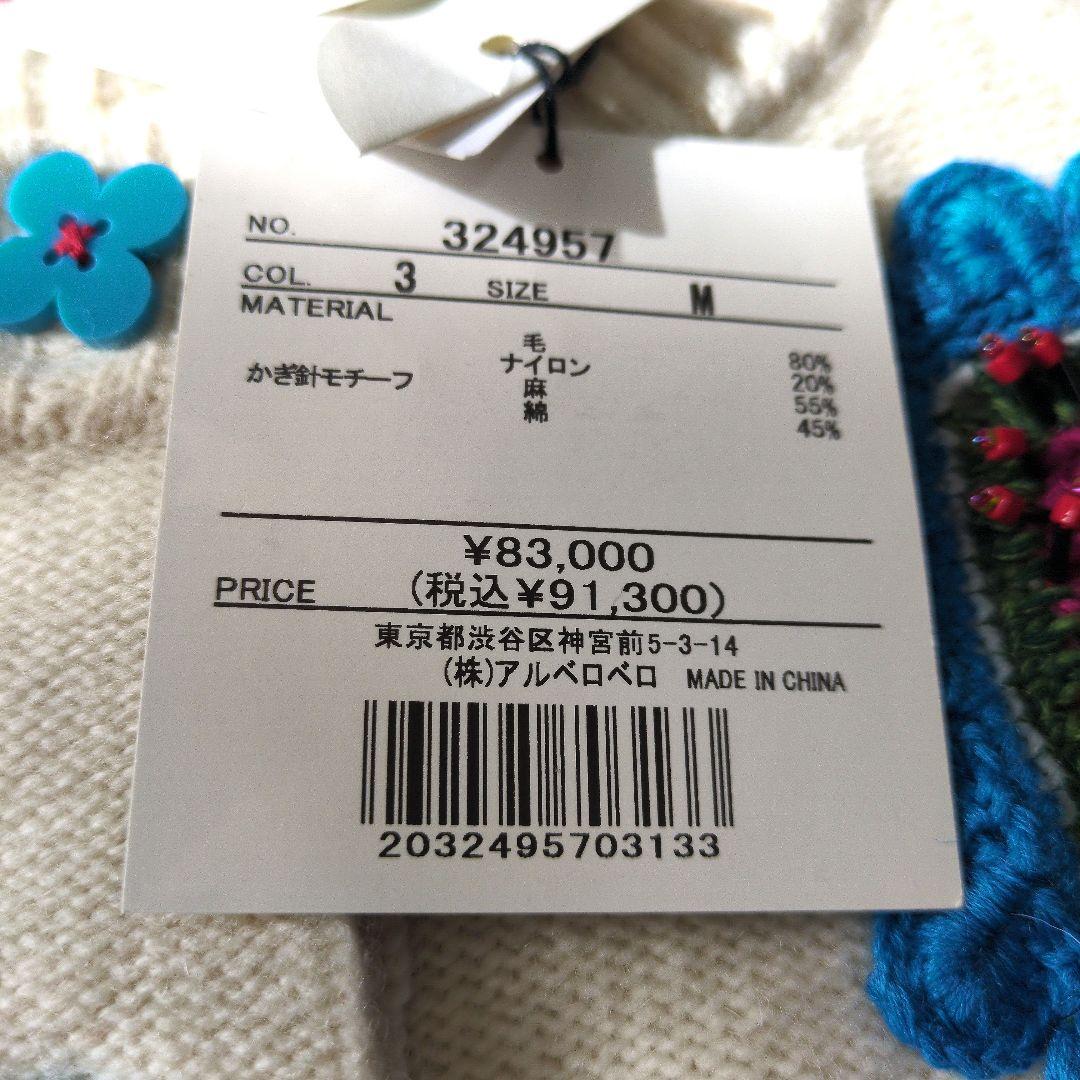 NO. 324957
COL. 3 SIZE M
MATERIAL
毛 80%
ナイロン 20%
かぎ針モチーフ 麻 55%
綿 45%
¥83,000
PRICE (税込¥91,300)
東京都渋谷区神宮前5-3-14
(株)アルベロベロ MADE IN CHINA
2032495703133